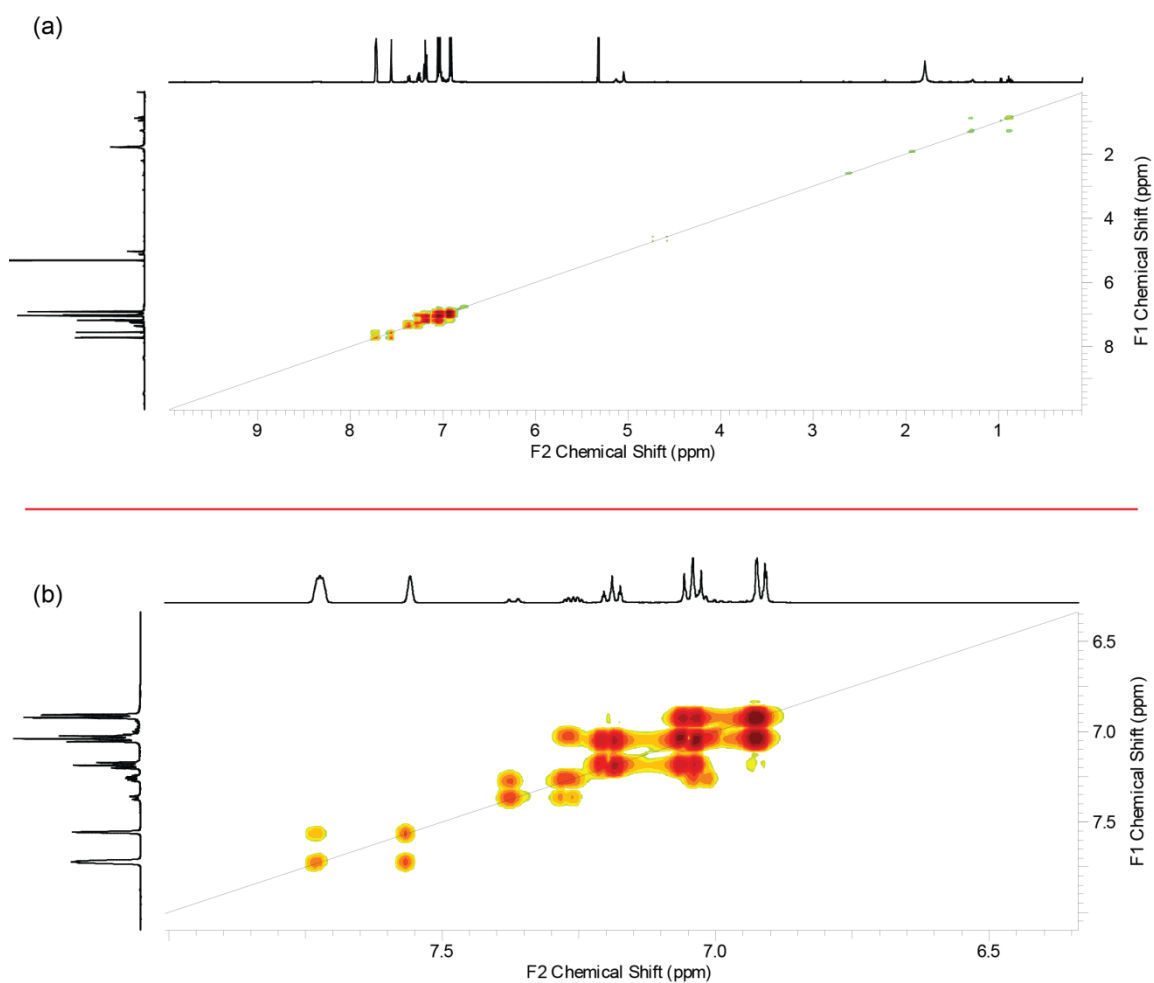 (a)
2
4
6
8
F1 Chemical Shift (ppm)
9 8 7 6 5 4 3 2 1
F2 Chemical Shift (ppm)
(b)
6.5
7.0
7.5
F1 Chemical Shift (ppm)
7.5 7.0 6.5
F2 Chemical Shift (ppm)